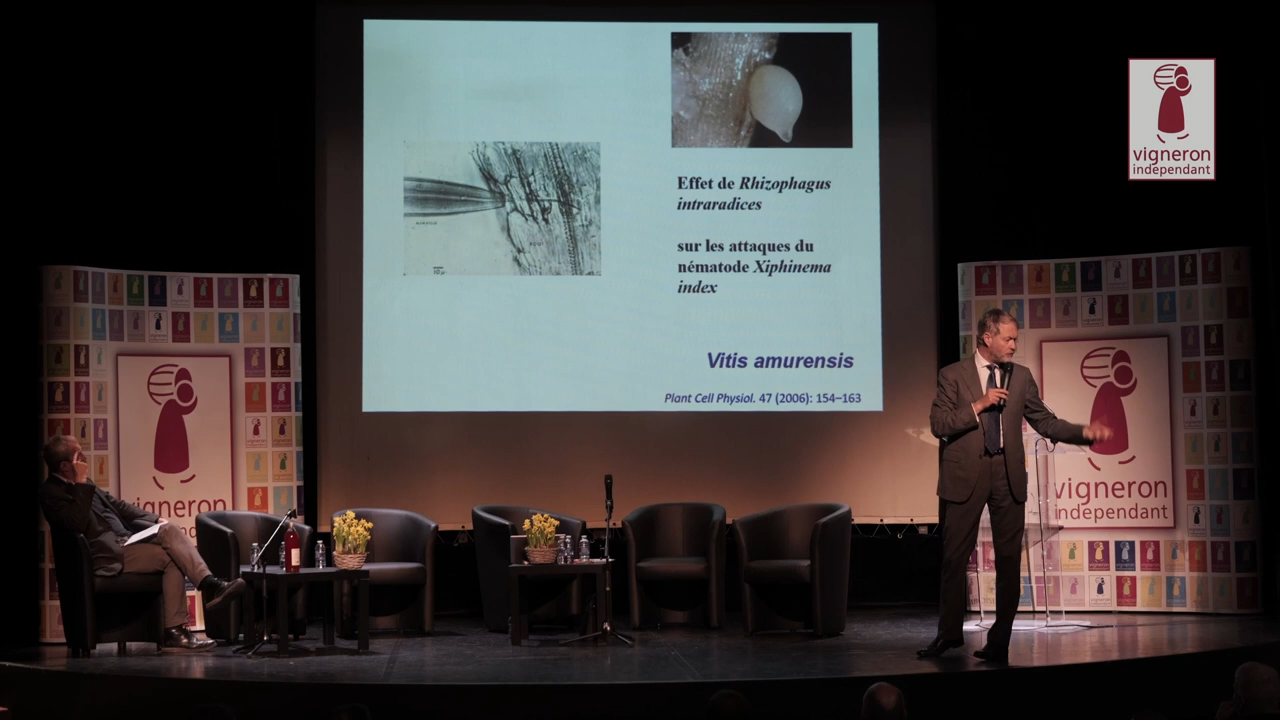 Effet de Rhizophagus
intraradices
sur les attaques du
nématode Xiphinema
index
Vitis amurensis
Plant Cell Physiol. 47 (2006): 154–163
vigneron
independant
vigneron
vigneron
independant